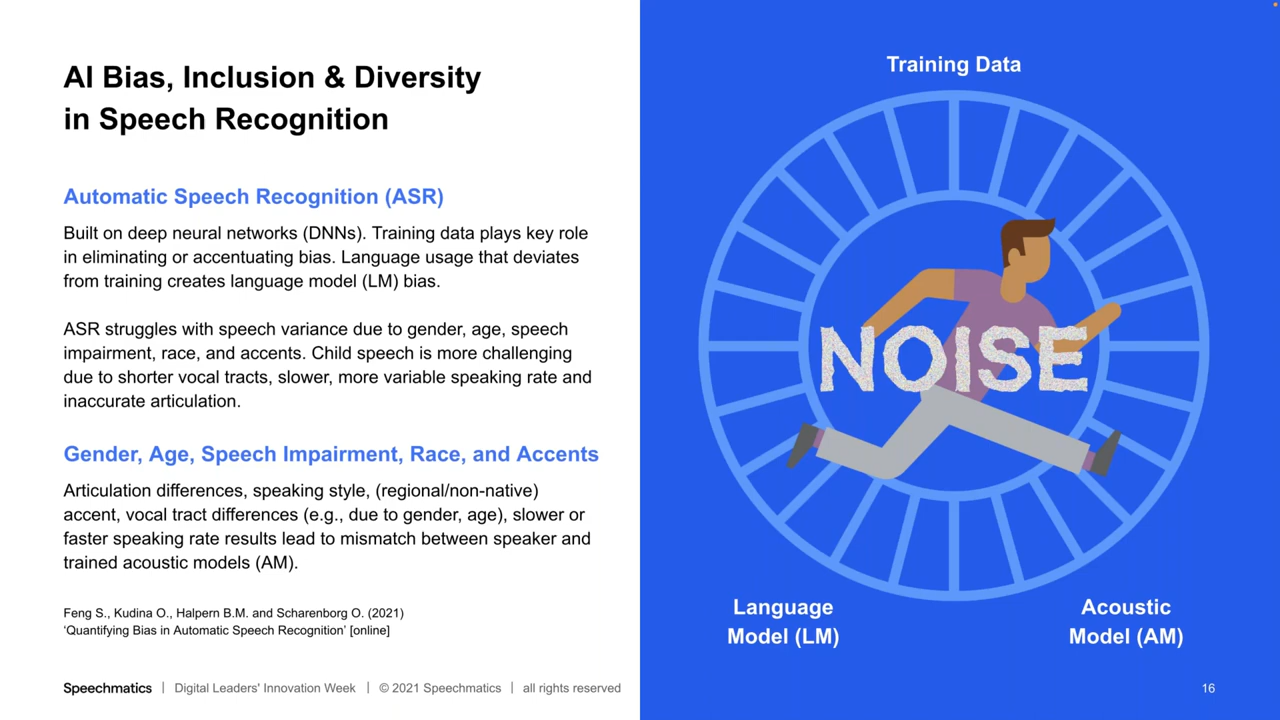 AI Bias, Inclusion & Diversity
in Speech Recognition
Automatic Speech Recognition (ASR)
Built on deep neural networks (DNNs). Training data plays key role
in eliminating or accentuating bias. Language usage that deviates
from training creates language model (LM) bias.
ASR struggles with speech variance due to gender, age, speech
impairment, race, and accents. Child speech is more challenging
due to shorter vocal tracts, slower, more variable speaking rate and
inaccurate articulation.
Gender, Age, Speech Impairment, Race, and Accents
Articulation differences, speaking style, (regional/non-native)
accent, vocal tract differences (e.g., due to gender, age), slower or
faster speaking rate results lead to mismatch between speaker and
trained acoustic models (AM).
Feng S., Kudina O., Halpern B.M. and Scharenborg O. (2021)
‘Quantifying Bias in Automatic Speech Recognition’ [online]
Speechmatics | Digital Leaders' Innovation Week | © 2021 Speechmatics | all rights reserved
Training Data
NOISE
Language
Model (LM)
Acoustic
Model (AM)
16